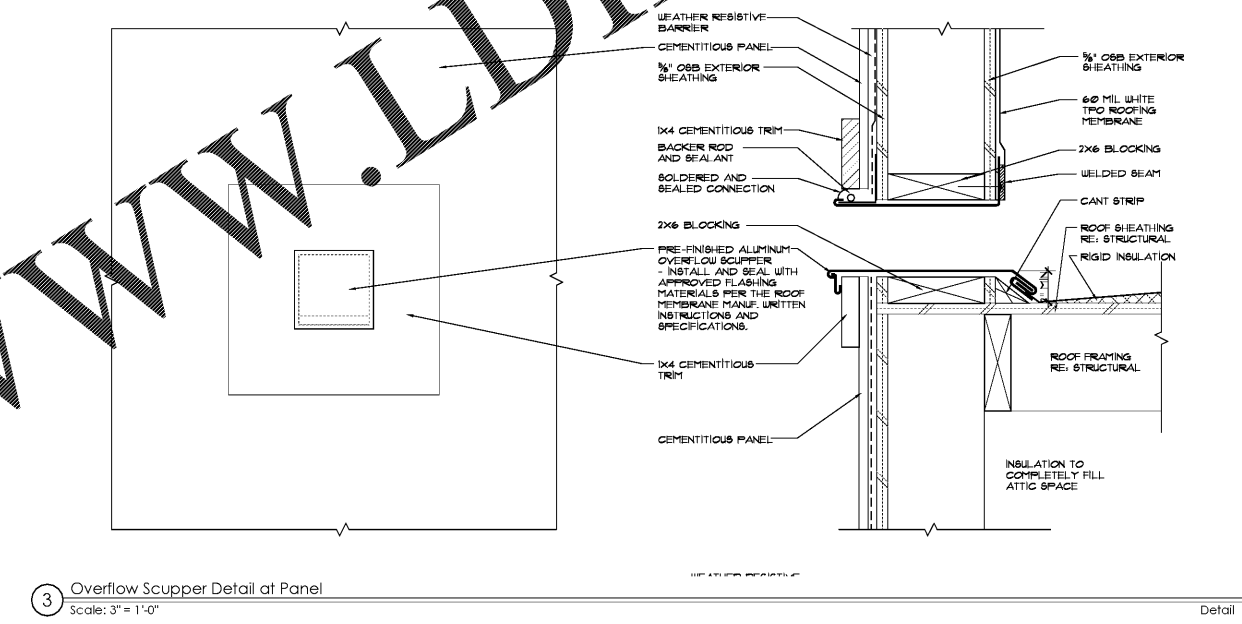 WWW.LD
WEATHER RESISTIVE
BARRIER
CEMENTITIOUS PANEL
5/8" OSB EXTERIOR
SHEATHING
1X4 CEMENTITIOUS TRIM
BACKER ROD
AND SEALANT
SOLDERED AND
SEALED CONNECTION
2X6 BLOCKING
PRE-FINISHED ALUMINUM
OVERFLOW SCUPPER
- INSTALL AND SEAL WITH
APPROVED FLASHING
MATERIALS PER THE ROOF
MEMBRANE MANUF. WRITTEN
INSTRUCTIONS AND
SPECIFICATIONS.
1X4 CEMENTITIOUS
TRIM
CEMENTITIOUS PANEL
5/8" OSB EXTERIOR
SHEATHING
60 MIL WHITE
TPO ROOFING
MEMBRANE
2X6 BLOCKING
WELDED SEAM
CANT STRIP
ROOF SHEATHING
RE: STRUCTURAL
RIGID INSULATION
ROOF FRAMING
RE: STRUCTURAL
INSULATION TO
COMPLETELY FILL
ATTIC SPACE
WEATHER RESISTIVE
3
Overflow Scupper Detail at Panel
Scale: 3" = 1'-0"
Detail